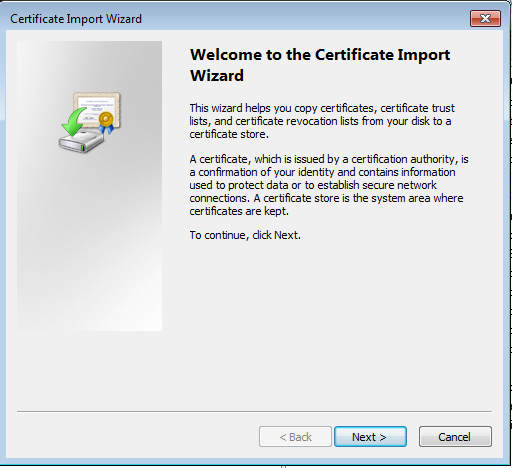 Certificate Import Wizard
Welcome to the Certificate Import
Wizard
This wizard helps you copy certificates, certificate trust
lists, and certificate revocation lists from your disk to a
certificate store.
A certificate, which is issued by a certification authority, is
a confirmation of your identity and contains information
used to protect data or to establish secure network
connections. A certificate store is the system area where
certificates are kept.
To continue, click Next.
< Back
Next >
Cancel